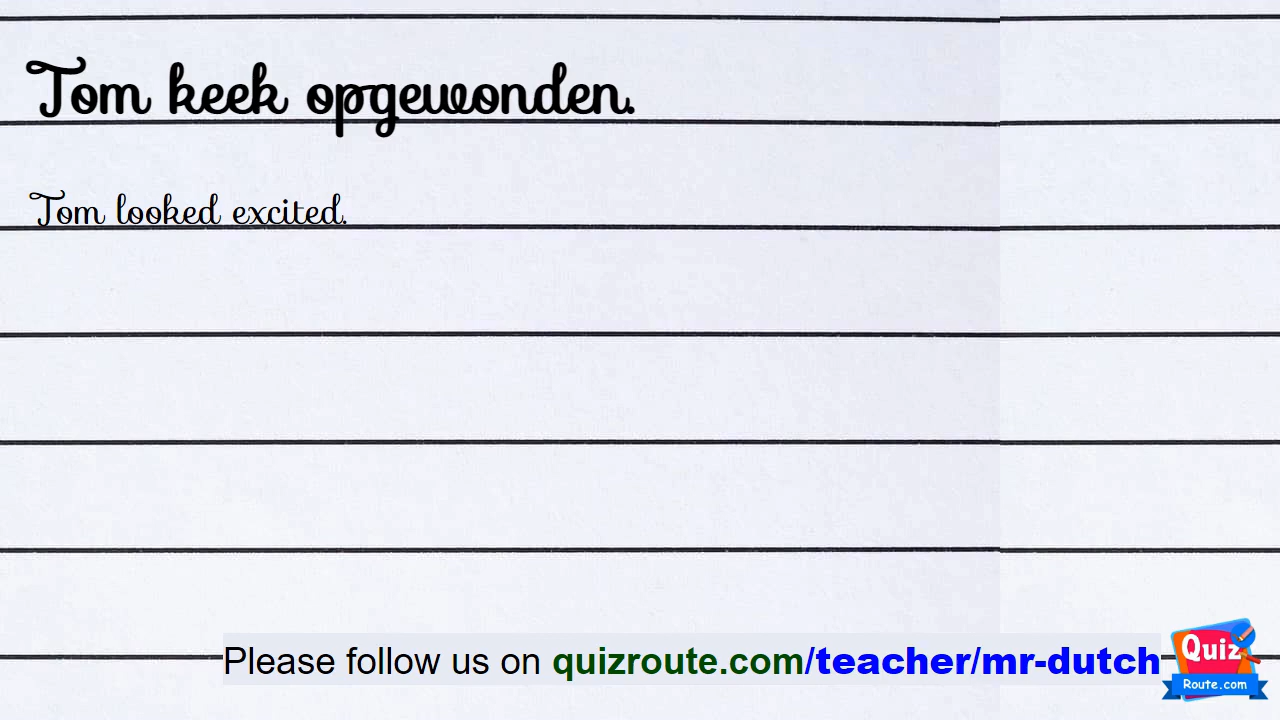 Tom keek opgewonden.
Tom looked excited.
Please follow us on quizroute.com/teacher/mr-dutch
Quiz
Route.com